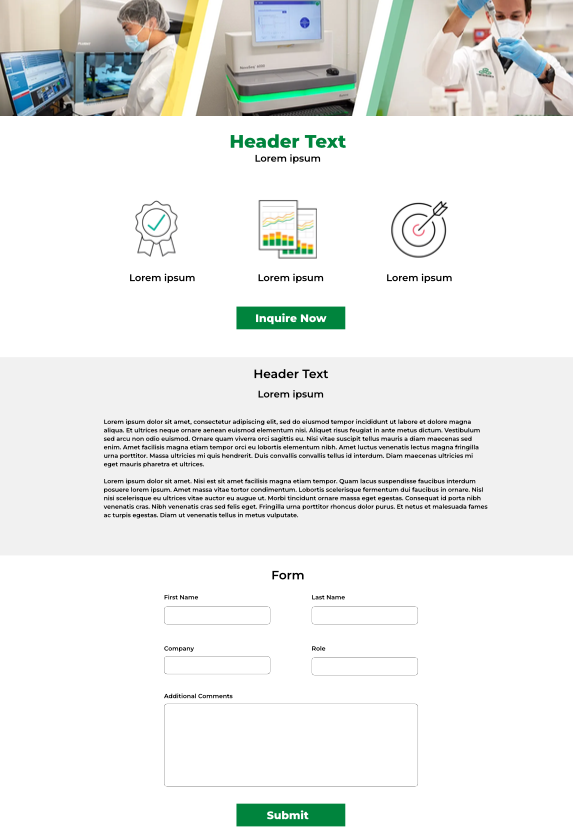 Header Text
Lorem ipsum
Lorem ipsum
Lorem ipsum
Lorem ipsum
Inquire Now
Header Text
Lorem ipsum
Lorem ipsum dolor sit amet, consectetur adipiscing elit, sed do eiusmod tempor incididunt ut labore et dolore magna
aliqua. Et ultrices neque ornare aenean euismod elementum nisi. Aliquet risus feugiat in ante metus dictum. Vestibulum
sed arcu non odio euismod. Ornare quam viverra orci sagittis eu. Nisi vitae suscipit tellus mauris a diam maecenas sed
enim. Amet facilisis magna etiam tempor orci eu lobortis elementum nibh. Amet luctus venenatis lectus magna fringilla
urna porttitor. Massa ultricies mi quis hendrerit. Duis convallis convallis tellus id interdum. Diam maecenas ultricies mi
eget mauris pharetra et ultrices.
Lorem ipsum dolor sit amet. Nisi est sit amet facilisis magna etiam tempor. Quam lacus suspendisse faucibus interdum
posuere lorem ipsum. Amet massa vitae tortor condimentum. Lobortis scelerisque fermentum dui faucibus in ornare. Nisl
nisi scelerisque eu ultrices vitae auctor eu augue ut. Morbi tincidunt ornare massa eget egestas. Consequat id porta nibh
venenatis cras. Nibh venenatis cras sed felis eget. Fringilla urna porttitor rhoncus dolor purus. Et netus et malesuada fames
ac turpis egestas. Diam ut venenatis tellus in metus vulputate.
Form
First Name
Last Name
Company
Role
Additional Comments
Submit